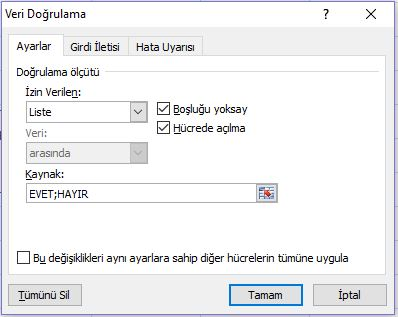 Veri Doğrulama
Ayarlar
Girdi İletisi
Hata Uyarısı
Doğrulama ölçütü
İzin Verilen:
Liste
Boşluğu yoksay
Hücrede açılma
Veri:
arasında
Kaynak:
EVET;HAYIR
Bu değişiklikleri aynı ayarlara sahip diğer hücrelerin tümüne uygula
Tümünü Sil
Tamam
İptal